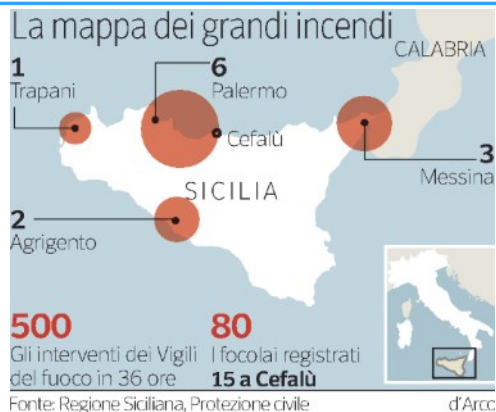 La mappa dei grandi incendi
CALABRIA
1
Trapani
6
Palermo
Cefalù
3
Messina
SICILIA
2
Agrigento
500
Gli interventi dei Vigili
del fuoco in 36 ore
80
I focolai registrati
15 a Cefalù
Fonte: Regione Siciliana, Protezione civile
d'Arco